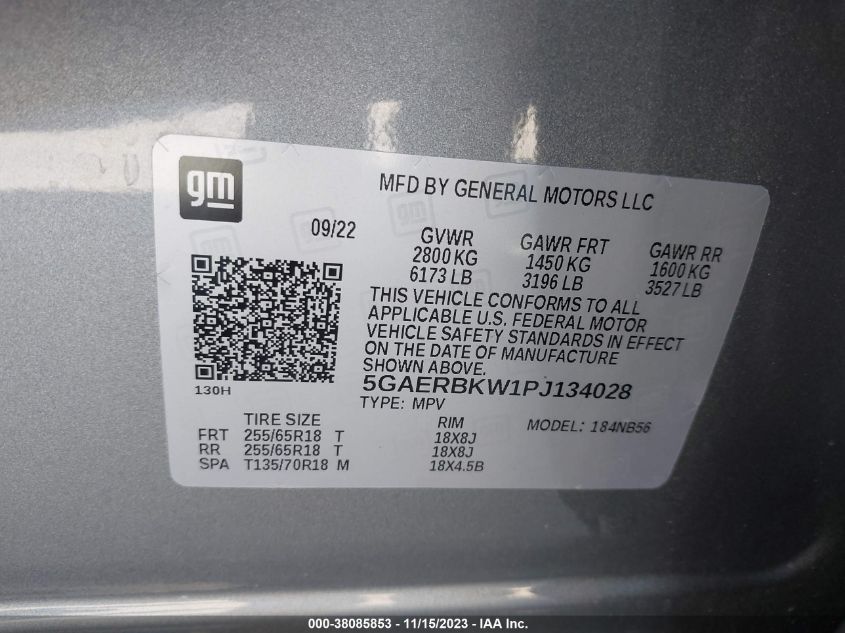 gm
MFD BY GENERAL MOTORS LLC
09/22
GVWR GAWR FRT GAWR RR
2800 KG 1450 KG 1600 KG
6173 LB 3196 LB 3527 LB
THIS VEHICLE CONFORMS TO ALL
APPLICABLE U.S. FEDERAL MOTOR
VEHICLE SAFETY STANDARDS IN EFFECT
ON THE DATE OF MANUFACTURE
SHOWN ABOVE.
130H
5GAERBKW1PJ134028
TYPE: MPV
TIRE SIZE RIM MODEL: 184NB56
FRT 255/65R18 T 18X8J
RR 255/65R18 T 18X8J
SPA T135/70R18 M 18X4.5B
000-38085853 - 11/15/2023 - IAA Inc.